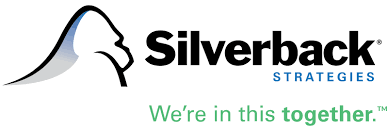 Silverback®
STRATEGIES
We're in this together.™